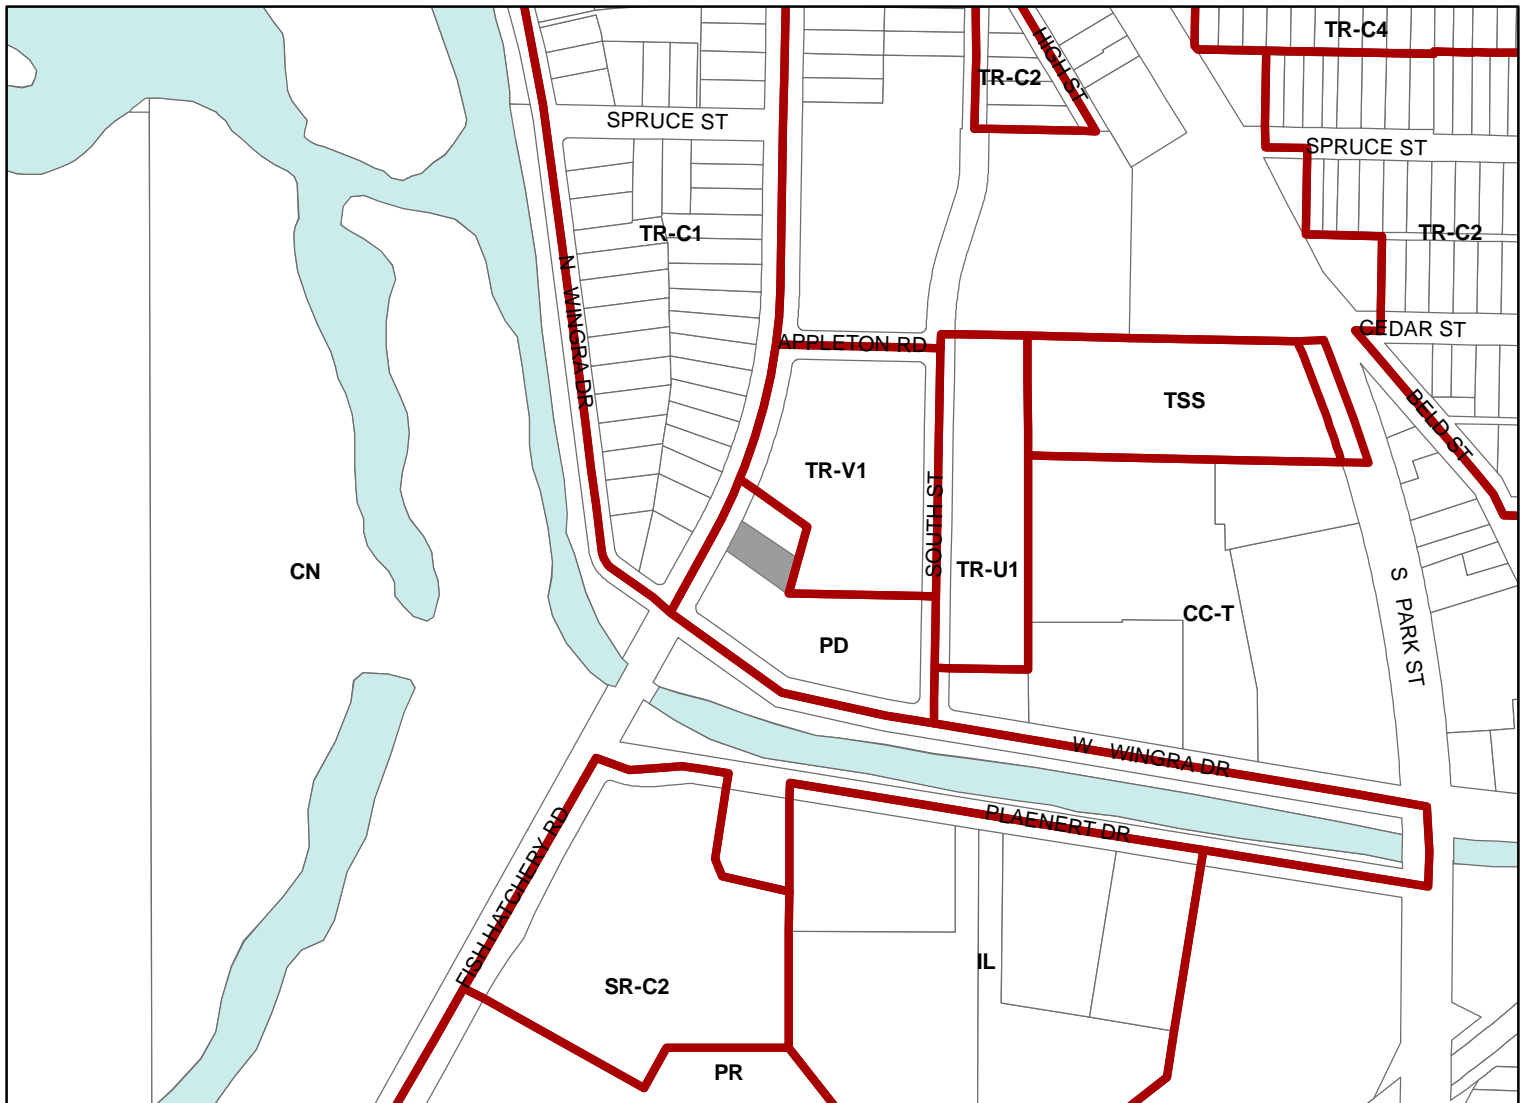 TR-C4
HIGH ST
TR-C2
SPRUCE ST
SPRUCE ST
TR-C1
TR-C2
N WINGRA DR
APPLETON RD
CEDAR ST
TSS
BELD ST
TR-V1
SOUTH ST
CN
TR-U1
S PARK ST
CC-T
PD
W WINGRA DR
PLAENERT DR
FISH HATCHERY RD
IL
SR-C2
PR